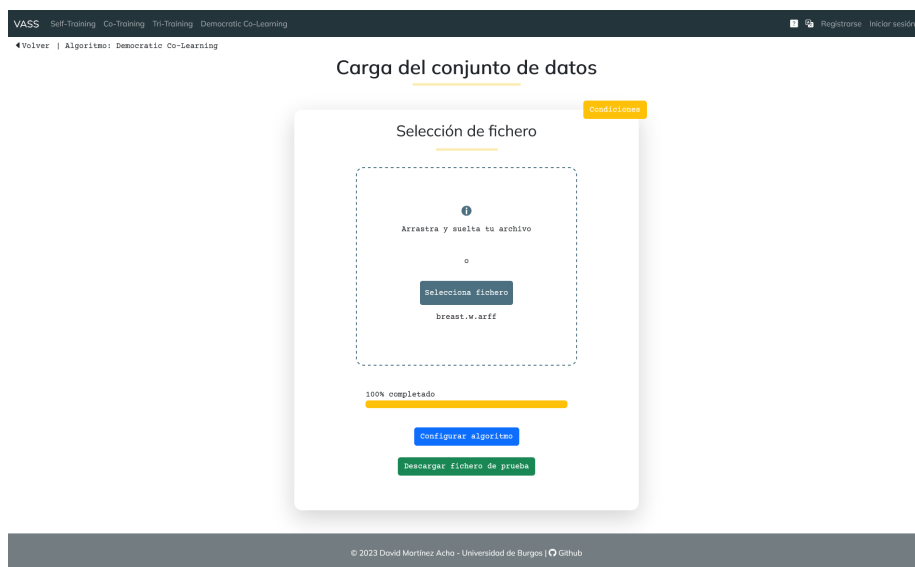 VASS Self-Training Co-Training Tri-Training Democratic Co-Learning Registrarse Iniciar sesión
Volver | Algoritmo: Democratic Co-Learning
Carga del conjunto de datos
Condiciones
Selección de fichero
Arrastra y suelta tu archivo
o
Selecciona fichero
breast.w.arff
100% completado
Configurar algoritmo
Descargar fichero de prueba
© 2023 David Martínez Acha - Universidad de Burgos | Github